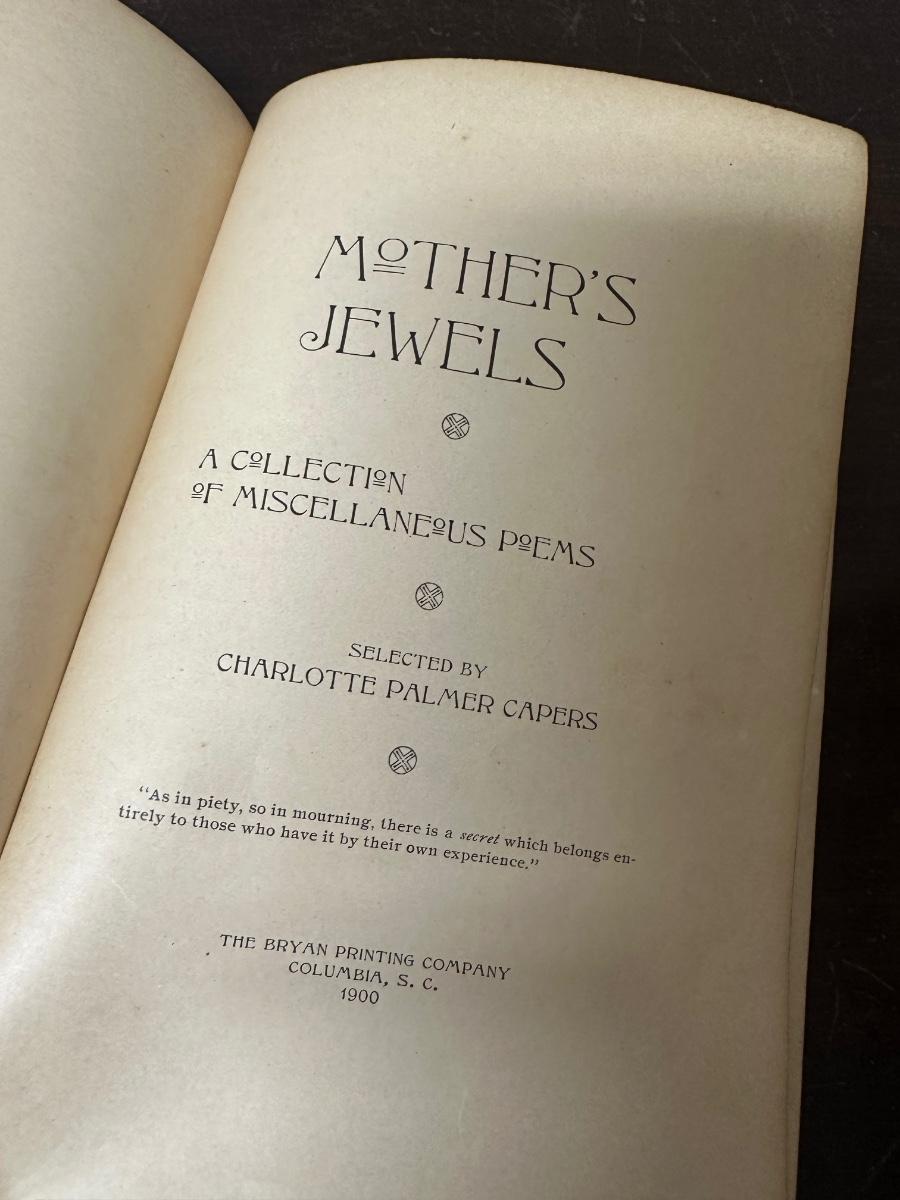 MOTHER'S
JEWELS
A COLLECTION
OF MISCELLANEOUS POEMS
SELECTED BY
CHARLOTTE PALMER CAPERS
"As in piety, so in mourning, there is a secret which belongs en-
tirely to those who have it by their own experience."
THE BRYAN PRINTING COMPANY
COLUMBIA, S. C.
1900